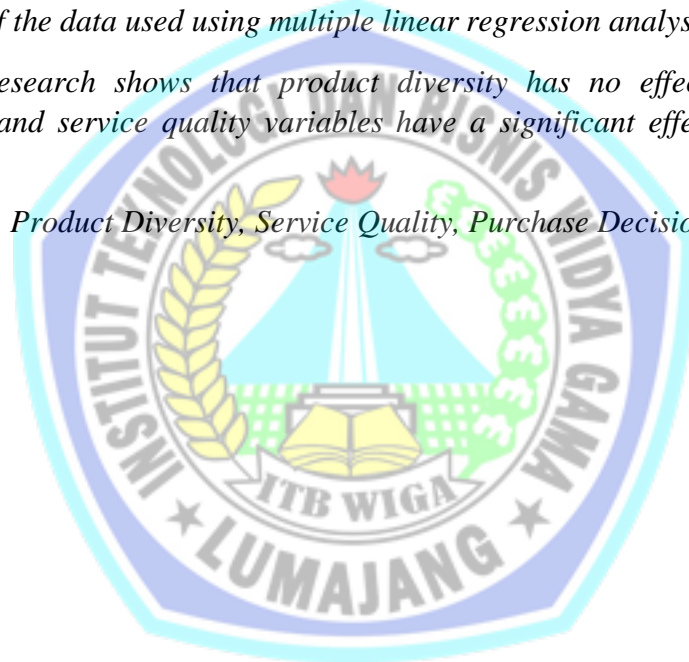 f the data used using multiple linear regression analys
esearch shows that product diversity has no effec
and service quality variables have a significant effe
Product Diversity, Service Quality, Purchase Decisio
INSTITUT TEKNOLOGI DAN BISNIS WIDYA GAMA
ITB WIGA
★ LUMAJANG ★